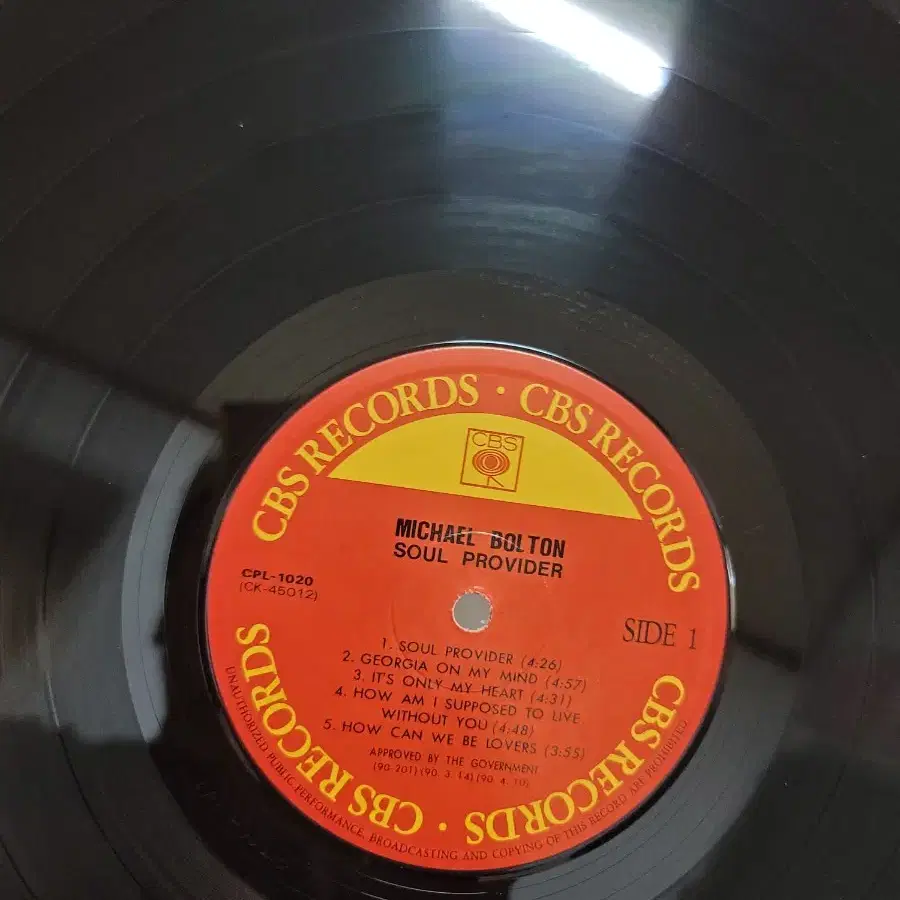 CBS RECORDS · CBS RECORDS
CBS
MICHAEL BOLTON
SOUL PROVIDER
CPL-1020
(CK-45012)
SIDE 1
1. SOUL PROVIDER (4:26)
2. GEORGIA ON MY MIND (4:57)
3. IT'S ONLY MY HEART (4:31)
4. HOW AM I SUPPOSED TO LIVE
WITHOUT YOU (4:48)
5. HOW CAN WE BE LOVERS (3:55)
APPROVED BY THE GOVERNMENT
(90-201) (90. 3. 14) (90. 4. 10)
CBS RECORDS · CBS RECORDS · CBS RECORDS
UNAUTHORIZED PUBLIC PERFORMANCE, BROADCASTING AND COPYING OF THIS RECORD ARE PROHIBITED